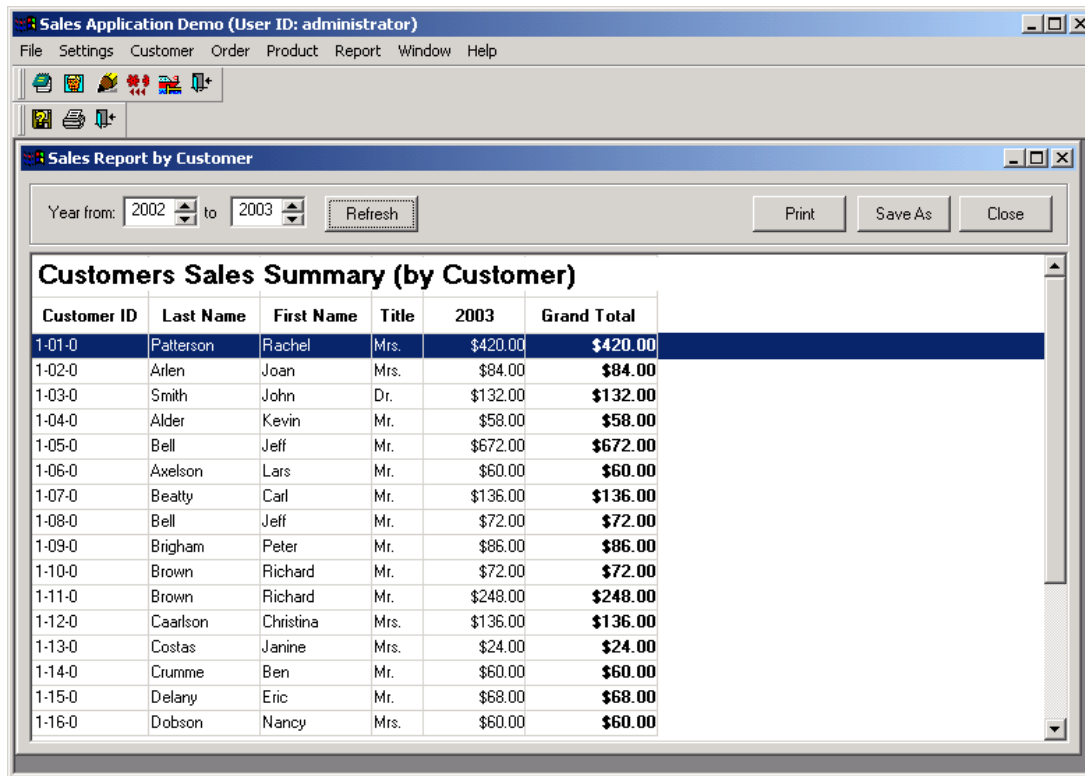 Sales Application Demo (User ID: administrator)
File Settings Customer Order Product Report Window Help
Sales Report by Customer
Year from: 2002 to 2003 Refresh Print Save As Close
Customers Sales Summary (by Customer)
Customer ID Last Name First Name Title 2003 Grand Total
1-01-0 Patterson Rachel Mrs. $420.00 $420.00
1-02-0 Arlen Joan Mrs. $84.00 $84.00
1-03-0 Smith John Dr. $132.00 $132.00
1-04-0 Alder Kevin Mr. $58.00 $58.00
1-05-0 Bell Jeff Mr. $672.00 $672.00
1-06-0 Axelson Lars Mr. $60.00 $60.00
1-07-0 Beatty Carl Mr. $136.00 $136.00
1-08-0 Bell Jeff Mr. $72.00 $72.00
1-09-0 Brigham Peter Mr. $86.00 $86.00
1-10-0 Brown Richard Mr. $72.00 $72.00
1-11-0 Brown Richard Mr. $248.00 $248.00
1-12-0 Caarlson Christina Mrs. $136.00 $136.00
1-13-0 Costas Janine Mrs. $24.00 $24.00
1-14-0 Crumme Ben Mr. $60.00 $60.00
1-15-0 Delany Eric Mr. $68.00 $68.00
1-16-0 Dobson Nancy Mrs. $60.00 $60.00